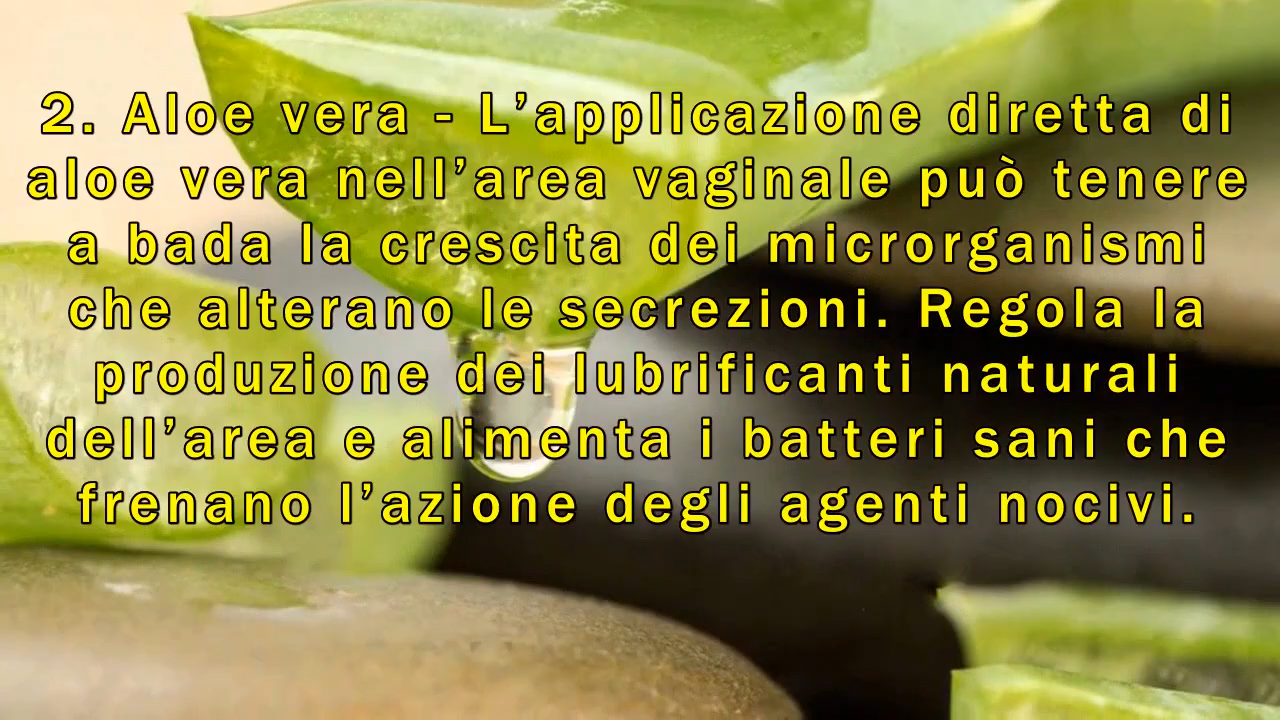 2. Aloe vera - L’applicazione diretta di
aloe vera nell’area vaginale può tenere
a bada la crescita dei microrganismi
che alterano le secrezioni. Regola la
produzione dei lubrificanti naturali
dell’area e alimenta i batteri sani che
frenano l’azione degli agenti nocivi.